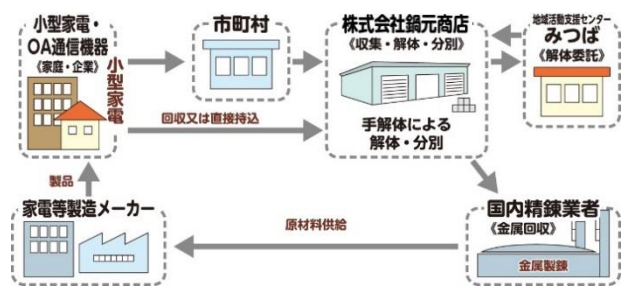 小型家電・
OA通信機器
《家庭・企業》
小型家電
市町村
株式会社鍋元商店
《収集・解体・分別》
手解体による
解体・分別
地域活動支援センター
みつば
《解体委託》
回収又は直接持込
製品
家電等製造メーカー
原材料供給
国内精錬業者
《金属回収》
金属製錬